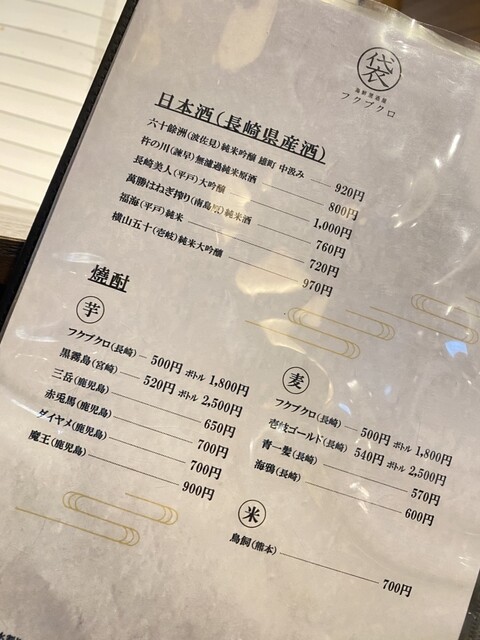 袋
フクブクロ
日本酒(長崎県産酒)
六十餘洲(波佐見)純米吟醸 雄町 中汲み 920円
杵の川(諫早)無濾過純米原酒 800円
長崎美人(平戸)大吟醸 1,000円
萬勝はねぎ搾り(南島原)純米酒 760円
福海(平戸)純米 720円
横山五十(壱岐)純米大吟醸 970円
焼酎
芋
フクブクロ(長崎) 500円 ボトル 1,800円
黒霧島(宮崎) 520円 ボトル 2,500円
三岳(鹿児島) 650円
赤兎馬(鹿児島) 700円
ダイヤメ(鹿児島) 700円
魔王(鹿児島) 900円
麦
フクブクロ(長崎) 500円 ボトル 1,800円
壱岐ゴールド(長崎) 540円 ボトル 2,500円
青一髪(長崎) 570円
海鴉(長崎) 600円
米
鳥飼(熊本) 700円